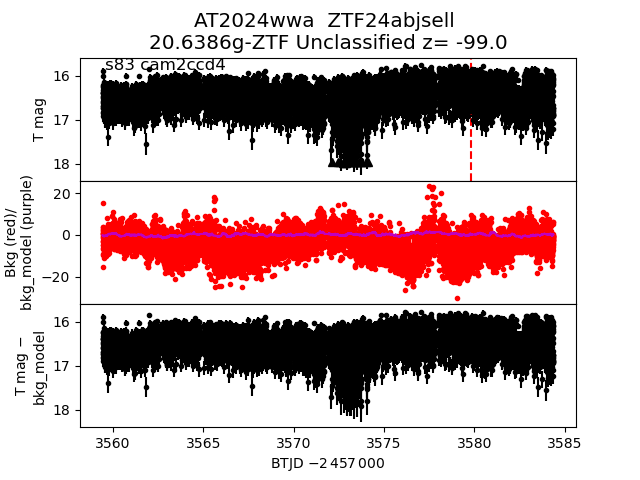 AT2024wwa  ZTF24abjsell
20.6386g-ZTF Unclassified z= -99.0
s83 cam2ccd4
16
17
18
T mag
20
0
−20
Bkg (red)/
bkg_model (purple)
16
17
18
T mag −
bkg_model
3560
3565
3570
3575
3580
3585
BTJD −2 457 000